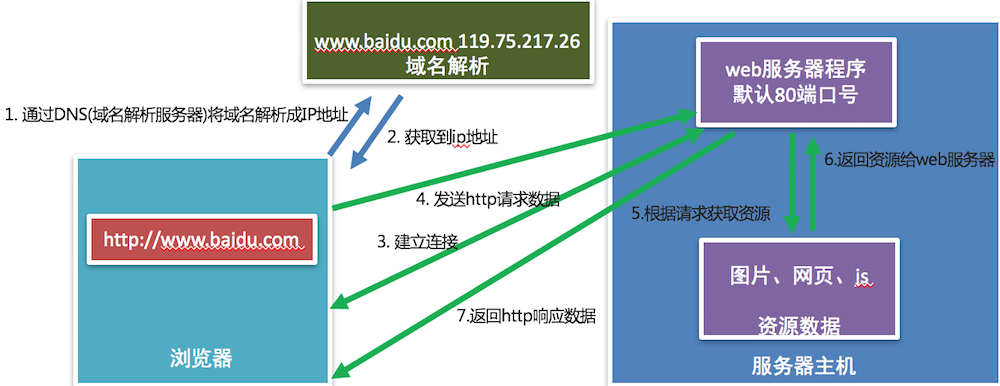 www.baidu.com 119.75.217.26
域名解析
web服务器程序
默认80端口号
1. 通过DNS(域名解析服务器)将域名解析成IP地址
2. 获取到ip地址
6.返回资源给web服务器
4. 发送http请求数据
5.根据请求获取资源
http://www.baidu.com
3. 建立连接
图片、网页、js
7.返回http响应数据
资源数据
浏览器
服务器主机